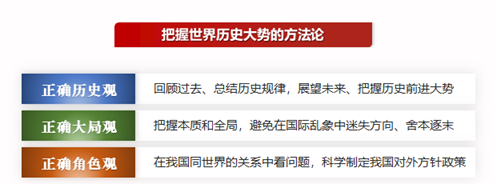 把握世界历史大势的方法论
正确历史观 回顾过去、总结历史规律，展望未来、把握历史前进大势
正确大局观 把握本质和全局，避免在国际乱象中迷失方向、舍本逐末
正确角色观 在我国同世界的关系中看问题，科学制定我国对外方针政策